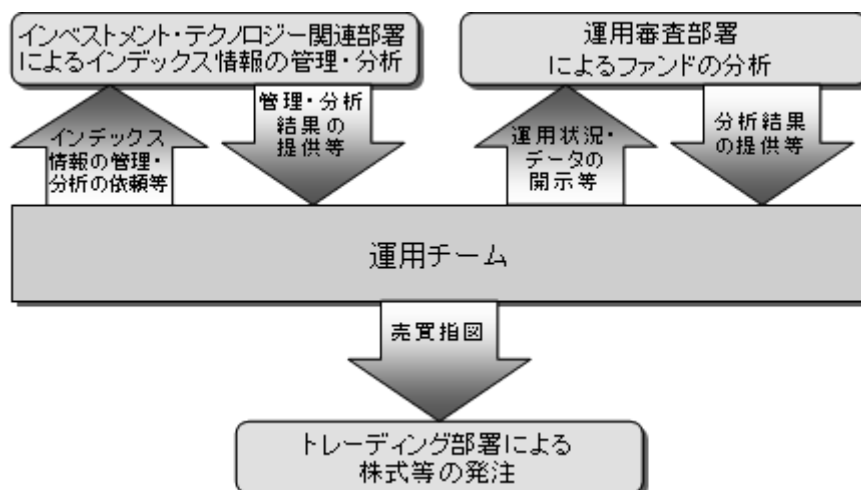 インベストメント・テクノロジー関連部署
によるインデックス情報の管理・分析
運用審査部署
によるファンドの分析
インデックス
情報の管理・
分析の依頼等
管理・分析
結果の
提供等
運用状況・
データの
開示等
分析結果
の提供等
運用チーム
売買指図
トレーディング部署による
株式等の発注